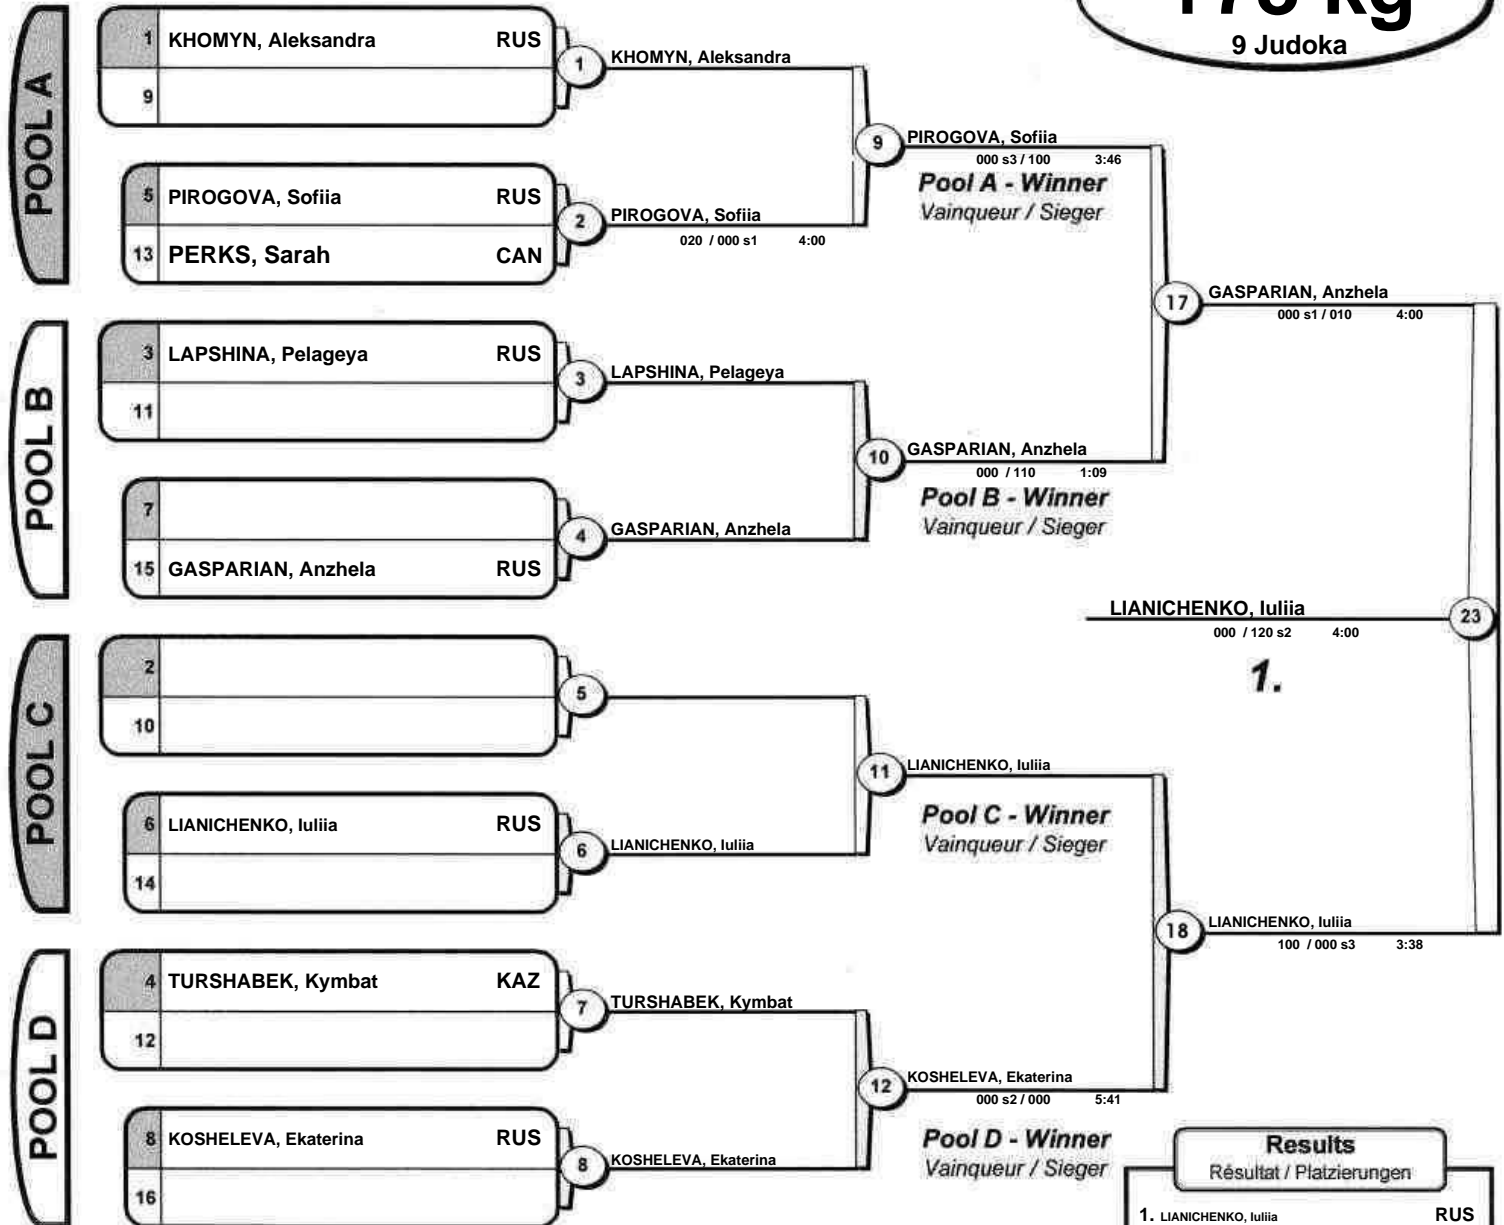 9 Judoka
POOL A
1 KHOMYN, Aleksandra RUS
9
1
KHOMYN, Aleksandra
5 PIROGOVA, Sofiia RUS
13 PERKS, Sarah CAN
2
PIROGOVA, Sofiia
020 / 000 s1 4:00
9
PIROGOVA, Sofiia
000 s3 / 100 3:46
Pool A - Winner
Vainqueur / Sieger
POOL B
3 LAPSHINA, Pelageya RUS
11
3
LAPSHINA, Pelageya
7
15 GASPARIAN, Anzhela RUS
4
GASPARIAN, Anzhela
10
GASPARIAN, Anzhela
000 / 110 1:09
Pool B - Winner
Vainqueur / Sieger
17
GASPARIAN, Anzhela
000 s1 / 010 4:00
LIANICHENKO, Iuliia
000 / 120 s2 4:00
23
1.
POOL C
2
10
5
6 LIANICHENKO, Iuliia RUS
14
6
LIANICHENKO, Iuliia
11
LIANICHENKO, Iuliia
Pool C - Winner
Vainqueur / Sieger
18
LIANICHENKO, Iuliia
100 / 000 s3 3:38
POOL D
4 TURSHABEK, Kymbat KAZ
12
7
TURSHABEK, Kymbat
8 KOSHELEVA, Ekaterina RUS
16
8
KOSHELEVA, Ekaterina
12
KOSHELEVA, Ekaterina
000 s2 / 000 5:41
Pool D - Winner
Vainqueur / Sieger
Results
Résultat / Platzierungen
1. LIANICHENKO, Iuliia RUS